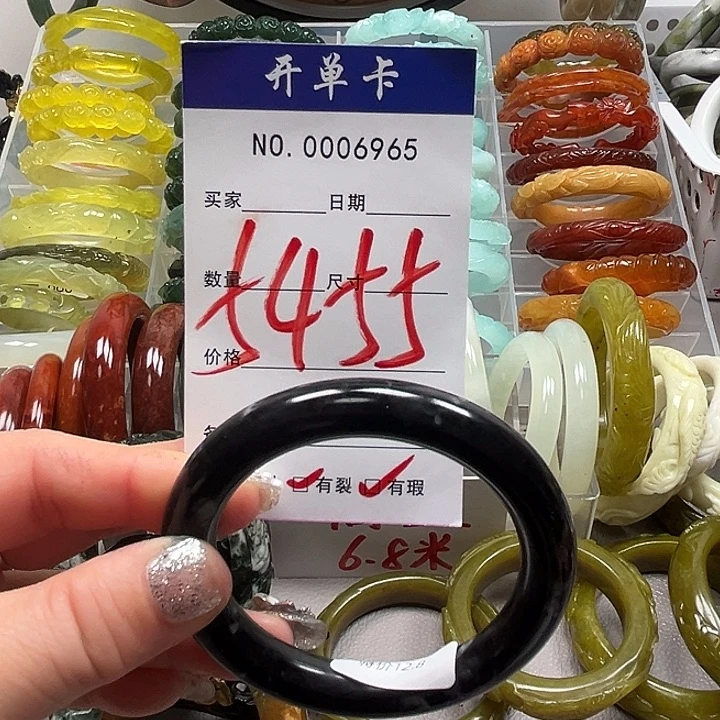 开单卡
NO. 0006965
买家 日期
数量 尺寸
5455
价格
有裂 有瑕
6.8米